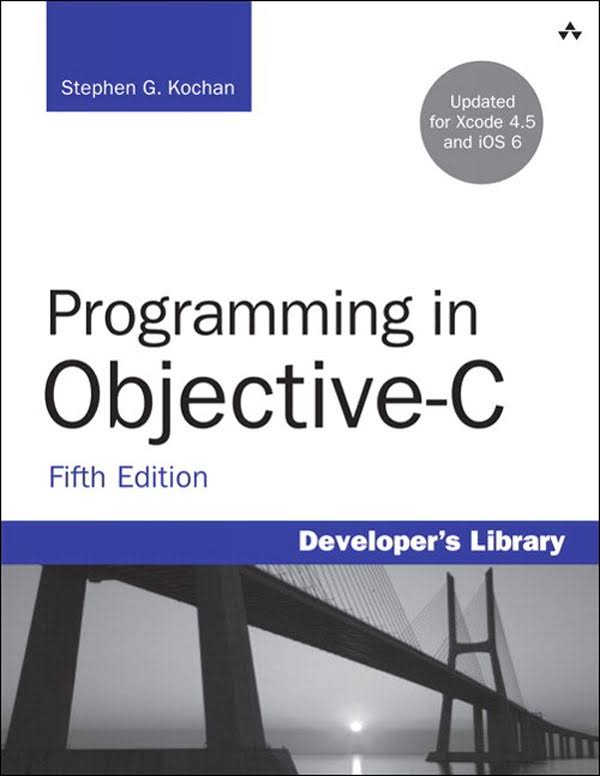 Stephen G. Kochan
Updated
for Xcode 4.5
and iOS 6
Programming in
Objective-C
Fifth Edition
Developer's Library